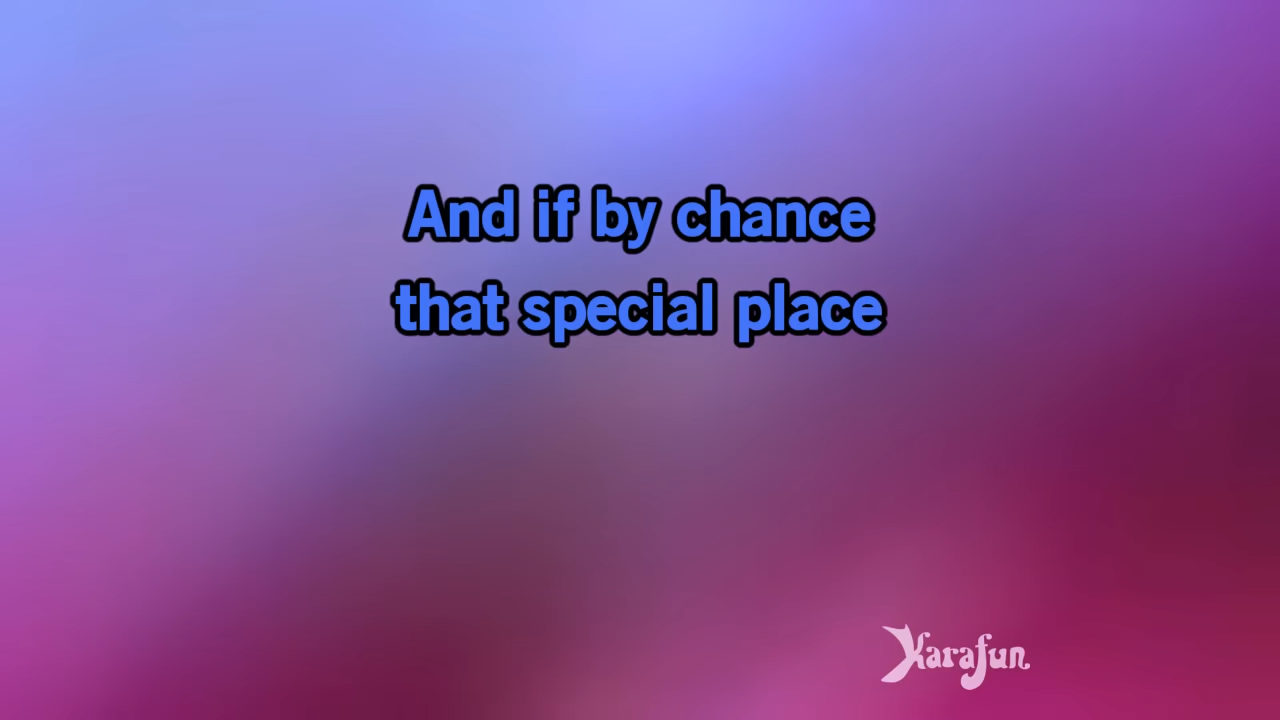 And if by chance
that special place
Karafun